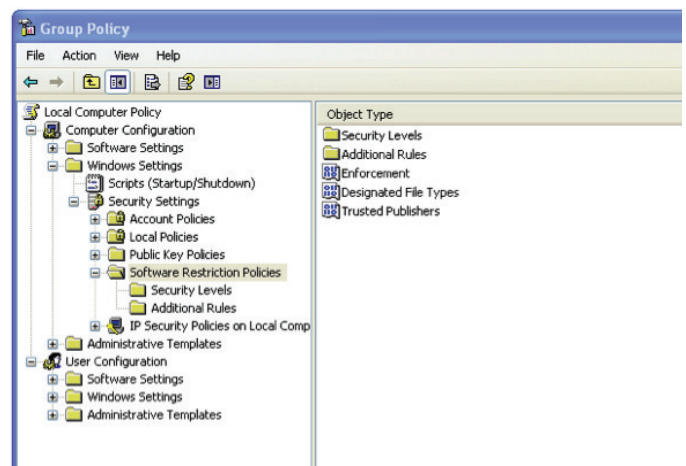 Group Policy
File Action View Help
Local Computer Policy
Computer Configuration
Software Settings
Windows Settings
Scripts (Startup/Shutdown)
Security Settings
Account Policies
Local Policies
Public Key Policies
Software Restriction Policies
Security Levels
Additional Rules
IP Security Policies on Local Comp
Administrative Templates
User Configuration
Software Settings
Windows Settings
Administrative Templates
Object Type
Security Levels
Additional Rules
Enforcement
Designated File Types
Trusted Publishers